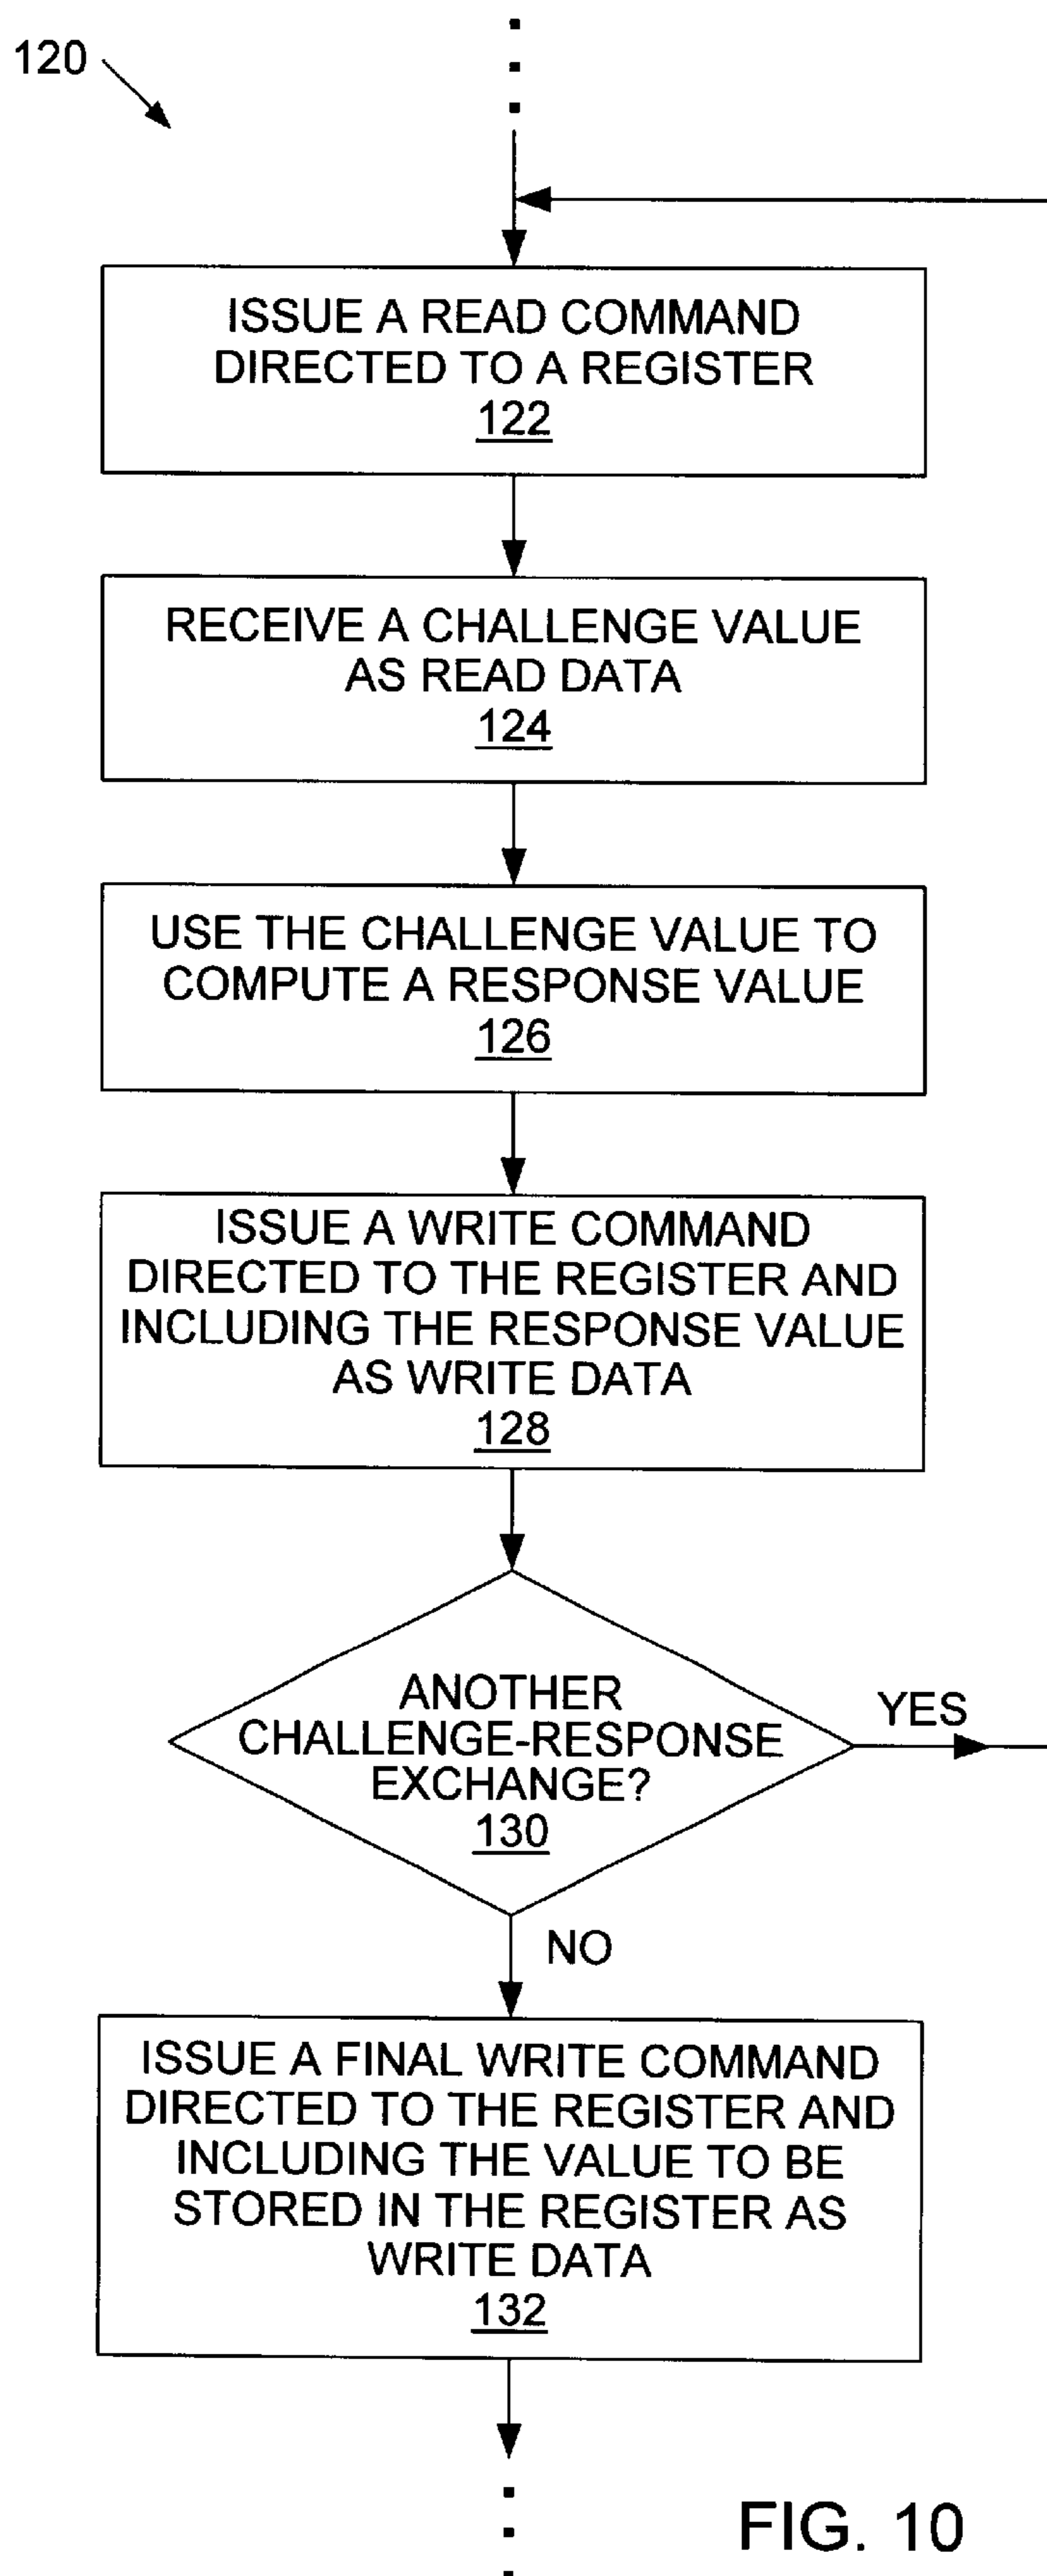 120
ISSUE A READ COMMAND
DIRECTED TO A REGISTER
122
RECEIVE A CHALLENGE VALUE
AS READ DATA
124
USE THE CHALLENGE VALUE TO
COMPUTE A RESPONSE VALUE
126
ISSUE A WRITE COMMAND
DIRECTED TO THE REGISTER AND
INCLUDING THE RESPONSE VALUE
AS WRITE DATA
128
ANOTHER
CHALLENGE-RESPONSE
EXCHANGE?
130
YES
NO
ISSUE A FINAL WRITE COMMAND
DIRECTED TO THE REGISTER AND
INCLUDING THE VALUE TO BE
STORED IN THE REGISTER AS
WRITE DATA
132
FIG. 10